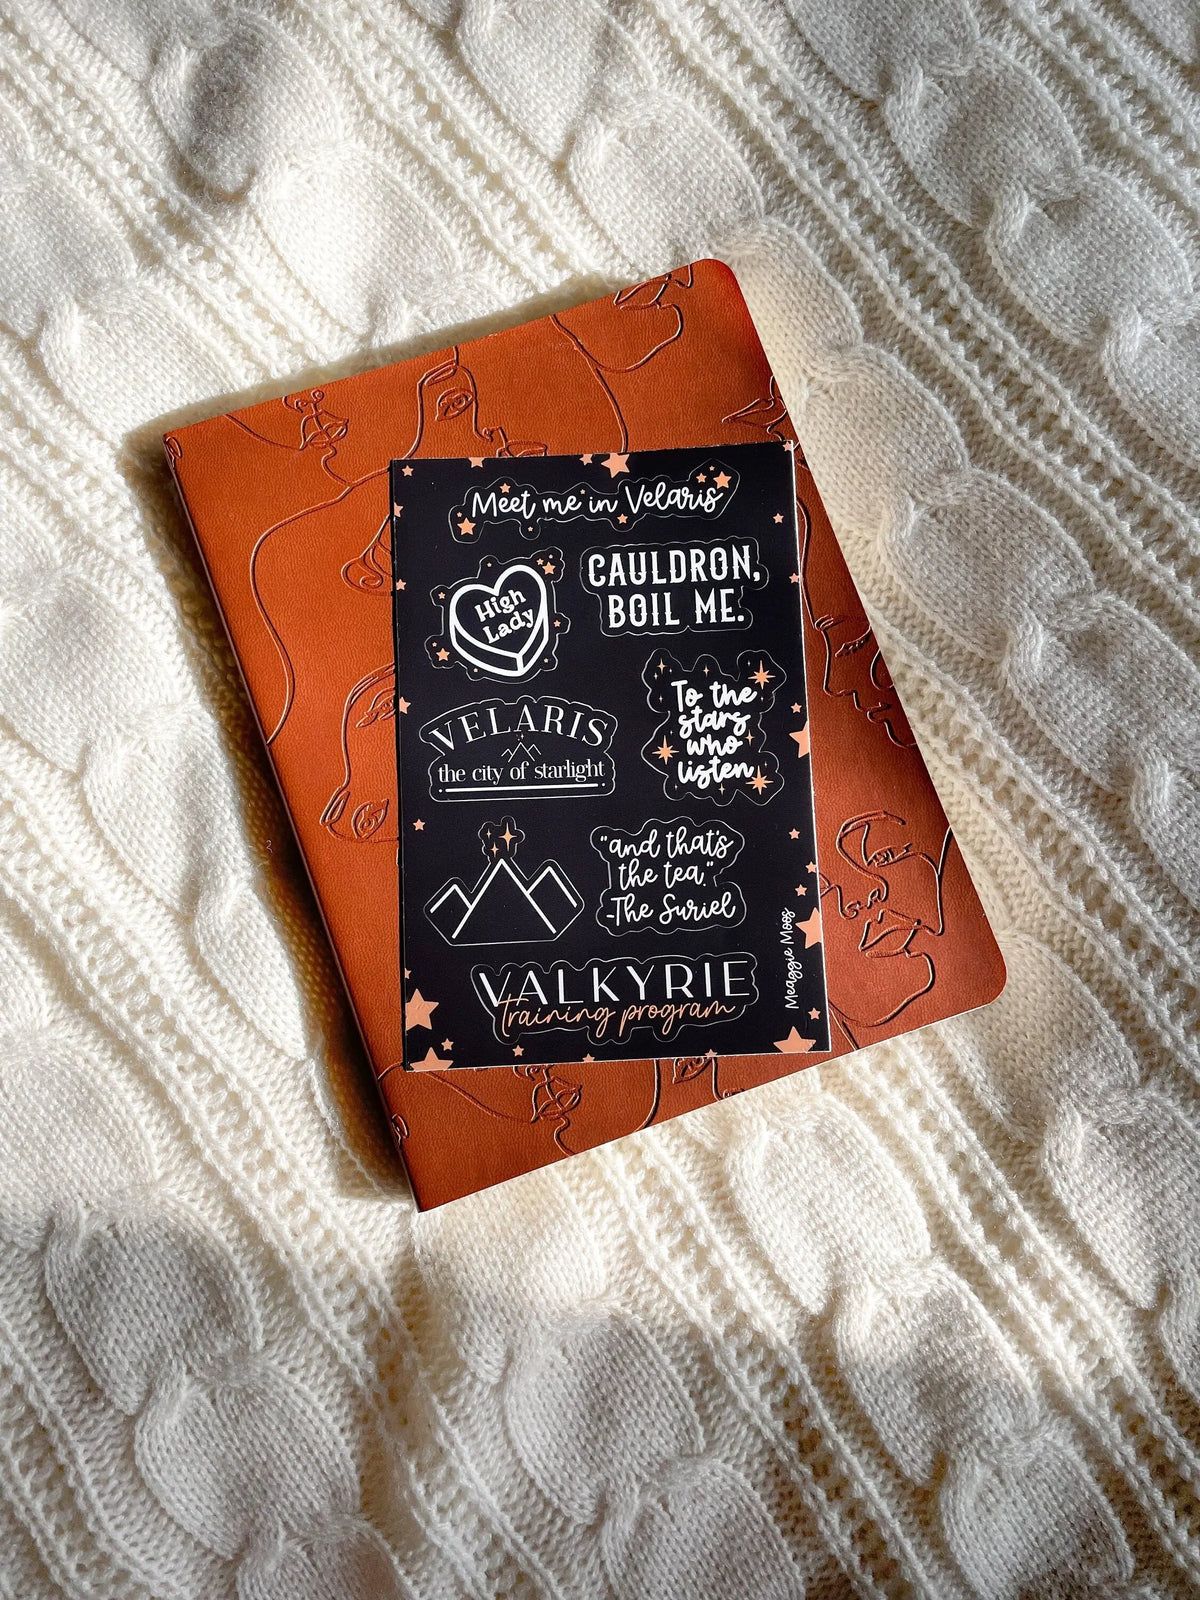 Meet me in Velaris
High
Lady
CAULDRON,
BOIL ME.
VELARIS
the city of starlight
To the
stars
who
listen
"and that's
the tea."
-The Suriel
VALKYRIE
training program
Meaggie Moos